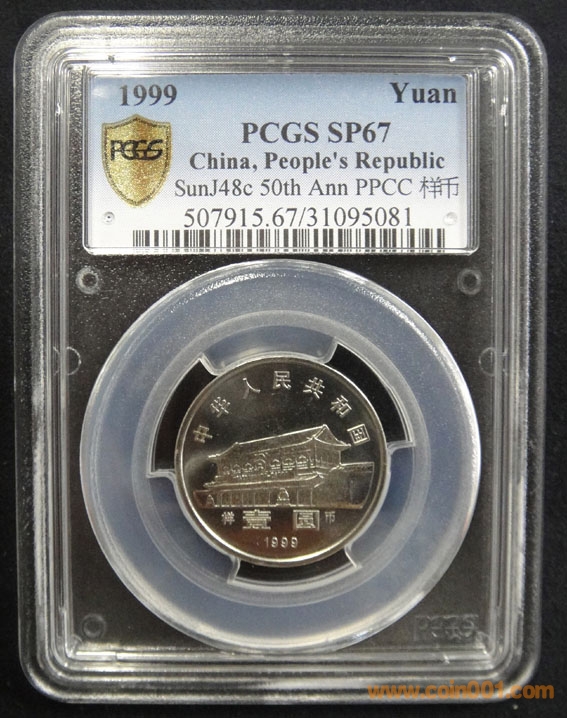 1999 Yuan
PCGS
PCGS SP67
China, People's Republic
SunJ48c 50th Ann PPCC 样币
507915.67/31095081
中华人民共和国
样 壹圆 币
1999
PCGS
www.coin001.com